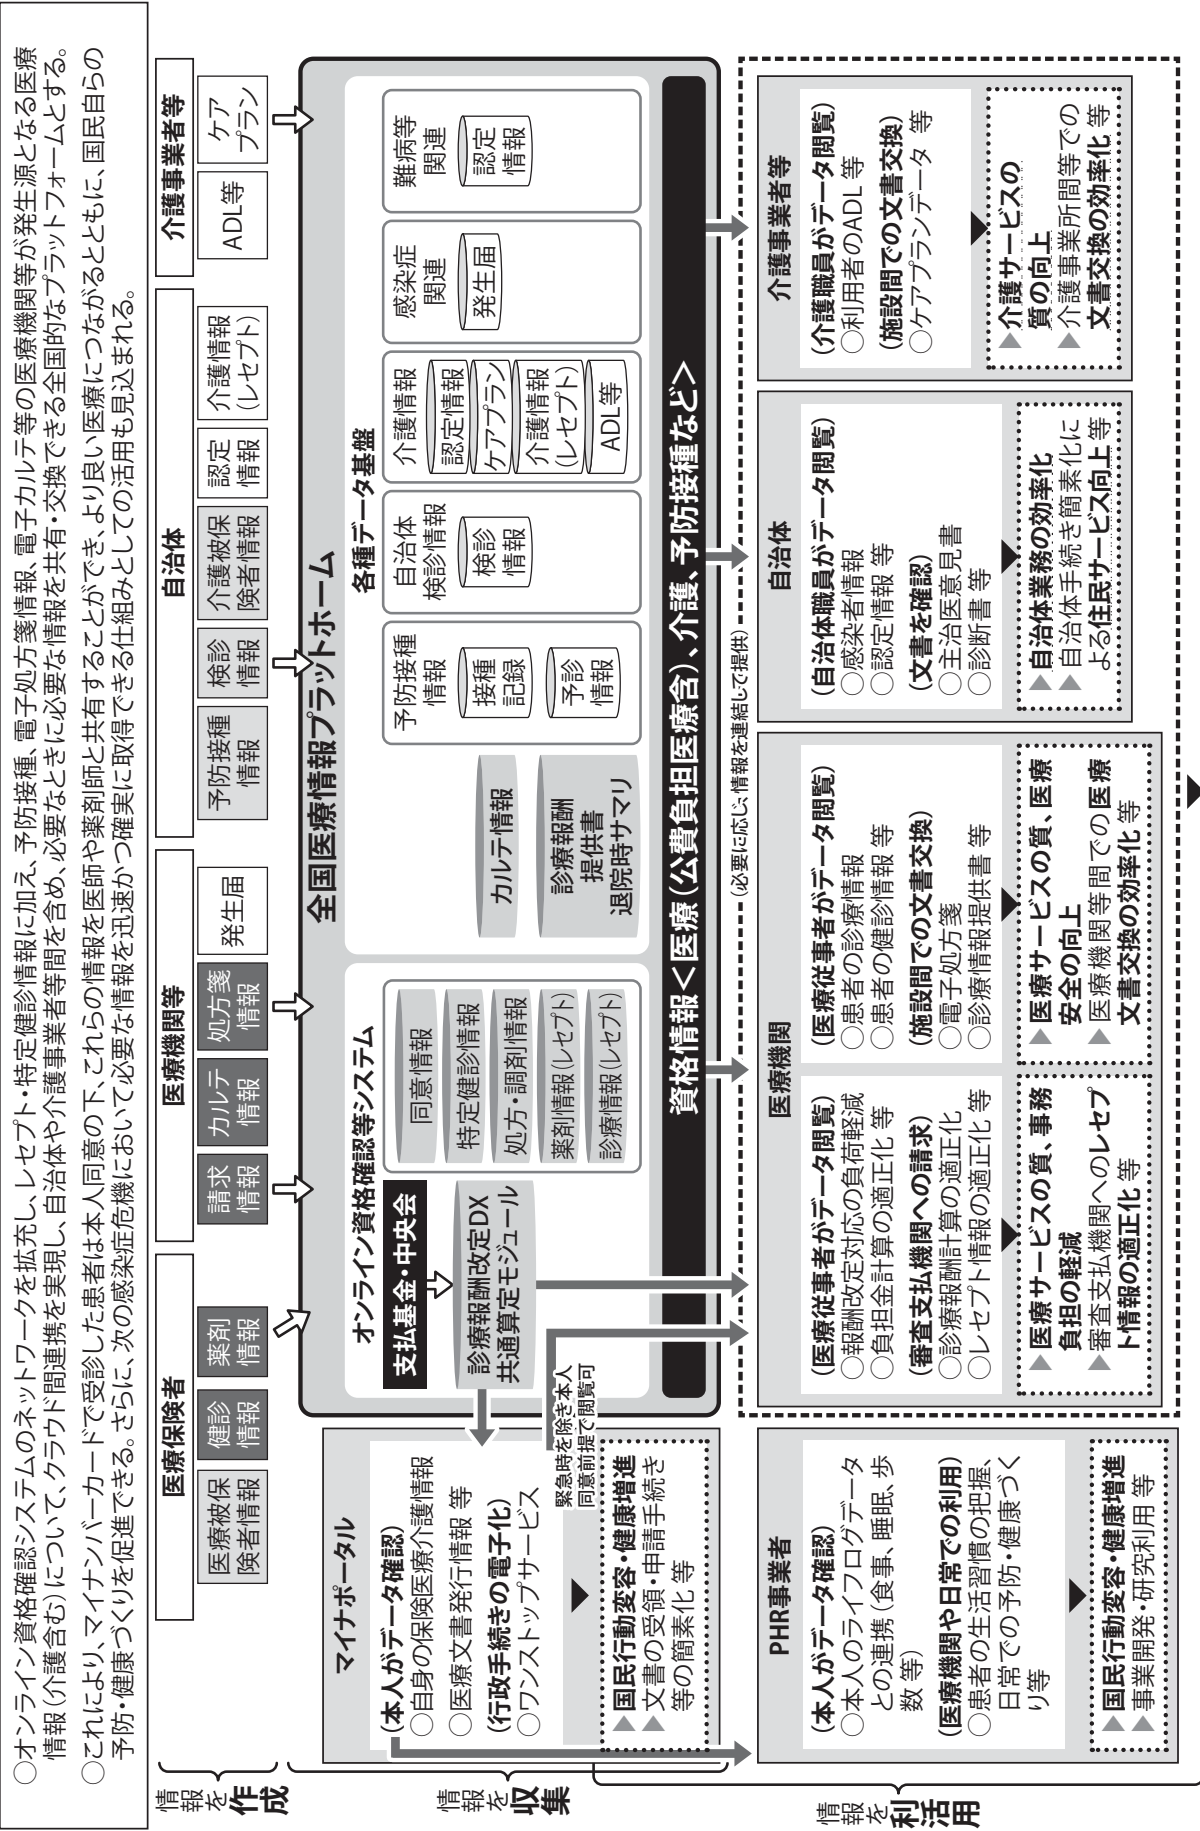 ○オンライン資格確認システムのネットワークを拡充し、レセプト・特定健診情報に加え、予防接種、電子処方箋情報、電子カルテ等の医療機関等が発生源となる医療
情報（介護含む）について、クラウド間連携を実現し、自治体や介護事業者等間を含め、必要なときに必要な情報を共有・交換できる全国的なプラットフォームとする。
○これにより、マイナンバーカードで受診した患者は本人同意の下、これらの情報を医師や薬剤師と共有することができ、より良い医療につながるとともに、国民自らの
予防・健康づくりを促進できる。さらに、次の感染症危機において必要な情報を迅速かつ確実に取得できる仕組みとしての活用も見込まれる。
情報を
作成
医療保険者
医療被保
険者情報
健診
情報
薬剤
情報
医療機関等
請求
情報
カルテ
情報
処方箋
情報
発生届
自治体
予防接種
情報
検診
情報
介護被保
険者情報
認定
情報
介護情報
（レセプト）
介護事業者等
ADL等
ケア
プラン
情報を
収集
全国医療情報プラットホーム
オンライン資格確認等システム
支払基金・中央会
診療報酬改定DX
共通算定モジュール
同意情報
特定健診情報
処方・調剤情報
薬剤情報（レセプト）
診療情報（レセプト）
各種データ基盤
カルテ情報
診療報酬
提供書
退院時サマリ
予防接種
情報
接種
記録
予診
情報
自治体
検診情報
検診
情報
介護情報
認定情報
ケアプラン
介護情報
（レセプト）
ADL等
感染症
関連
発生届
難病等
関連
認定
情報
資格情報＜医療（公費負担医療含）、介護、予防接種など＞
マイナポータル
（本人がデータ確認）
○自身の保険医療介護情報
○医療文書発行情報 等
（行政手続きの電子化）
○ワンストップサービス
緊急時を除き本人
同意前提で閲覧可
▶国民行動変容・健康増進
▶文書の受領・申請手続き
等の簡素化 等
（必要に応じ、情報を連結して提供）
情報を
利活用
PHR事業者
（本人がデータ確認）
○本人のライフログデータ
との連携（食事、睡眠、歩
数 等）
（医療機関や日常での利用）
○患者の生活習慣の把握、
日常での予防・健康づく
り等
▶国民行動変容・健康増進
▶事業開発・研究利用 等
医療機関
（医療従事者がデータ閲覧）
○報酬改定対応の負荷軽減
○負担金計算の適正化 等
（審査支払機関への請求）
○診療報酬計算の適正化
○レセプト情報の適正化 等
▶医療サービスの質、事務
負担の軽減
▶審査支払機関へのレセプ
ト情報の適正化 等
（医療従事者がデータ閲覧）
○患者の診療情報
○患者の健診情報 等
（施設間での文書交換）
○電子処方箋
○診療情報提供書 等
▶医療サービスの質、医療
安全の向上
▶医療機関等間での医療
文書交換の効率化 等
自治体
（自治体職員がデータ閲覧）
○感染者情報
○認定情報 等
（文書を確認）
○主治医意見書
○診断書 等
▶自治体業務の効率化
▶自治体手続き簡素化に
よる住民サービス向上 等
介護事業者等
（介護職員がデータ閲覧）
○利用者のADL 等
（施設間での文書交換）
○ケアプランデータ 等
▶介護サービスの
質の向上
▶介護事業所間等での
文書交換の効率化 等